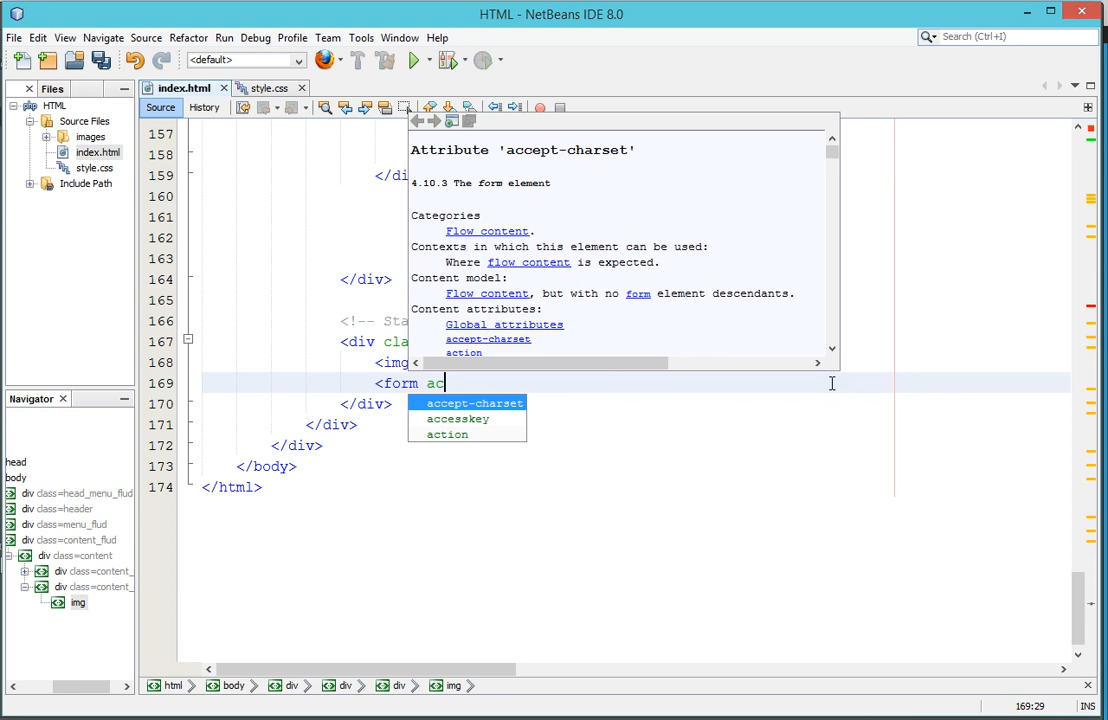 HTML - NetBeans IDE 8.0
File Edit View Navigate Source Refactor Run Debug Profile Team Tools Window Help
Search (Ctrl+I)
<default>
Files
index.html
style.css
Source History
HTML
Source Files
images
index.html
style.css
Include Path
157
158
159 </di
160
161
162
163
164 </div>
165
166 <!-- Sta
167 <div cla
168 <img
169 <form ac
170 </div>
171 </div>
172 </div>
173 </body>
174 </html>
Attribute 'accept-charset'
4.10.3 The form element
Categories
Flow content.
Contexts in which this element can be used:
Where flow content is expected.
Content model:
Flow content, but with no form element descendants.
Content attributes:
Global attributes
accept-charset
action
accept-charset
accesskey
action
Navigator
head
body
div class=head_menu_flud
div class=header
div class=menu_flud
div class=content_flud
div class=content
div class=content_
div class=content_
img
html body div div div img
169:29 INS